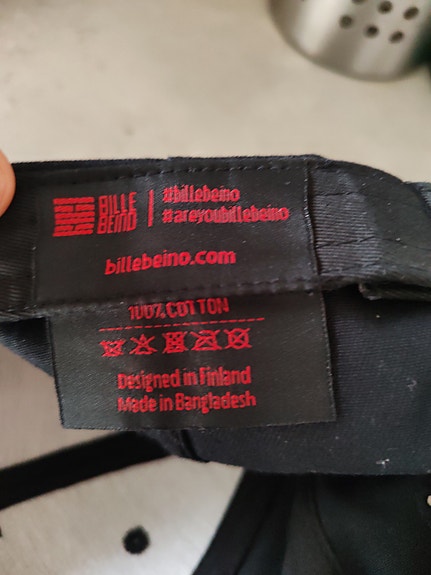 BILLE
BEINO
#billebeino
#areyoubillebeino
billebeino.com
100% COTTON
Designed in Finland
Made in Bangladesh